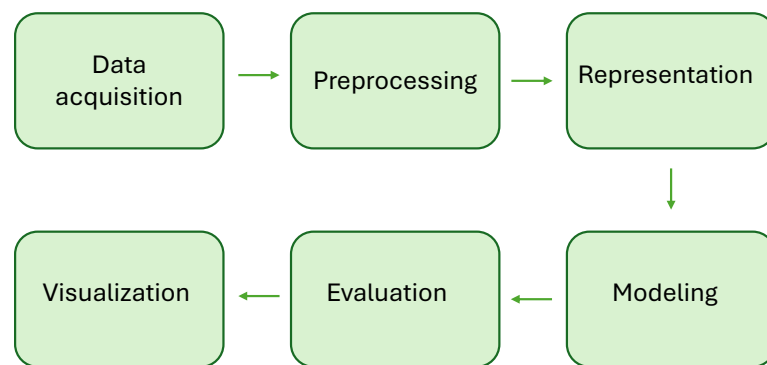 Data
acquisition
Preprocessing
Representation
Modeling
Evaluation
Visualization